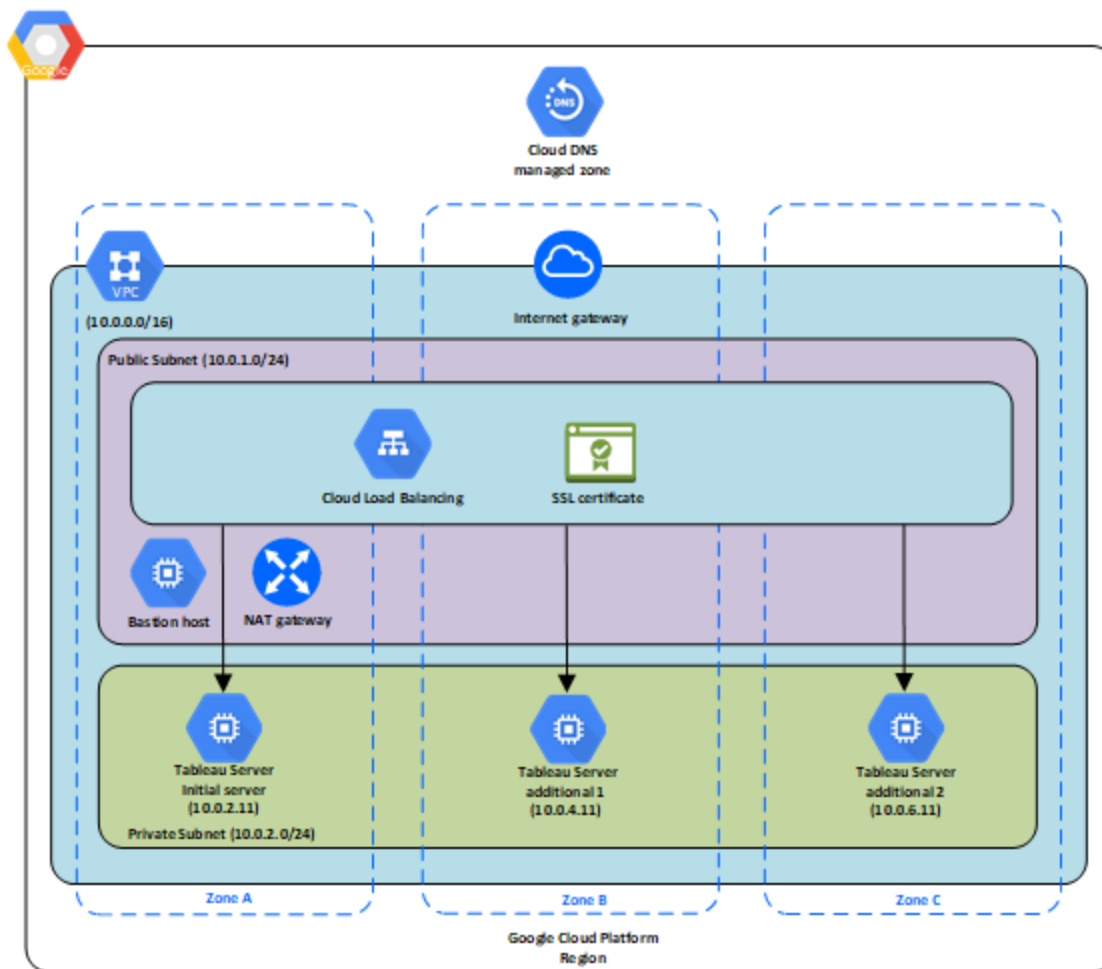 Google
DNS
Cloud DNS
managed zone
VPC
(10.0.0.0/16)
Internet gateway
Public Subnet (10.0.1.0/24)
Cloud Load Balancing
SSL certificate
Bastion host
NAT gateway
Tableau Server
Initial server
(10.0.2.11)
Tableau Server
additional 1
(10.0.4.11)
Tableau Server
additional 2
(10.0.6.11)
Private Subnet (10.0.2.0/24)
Zone A
Zone B
Zone C
Google Cloud Platform
Region